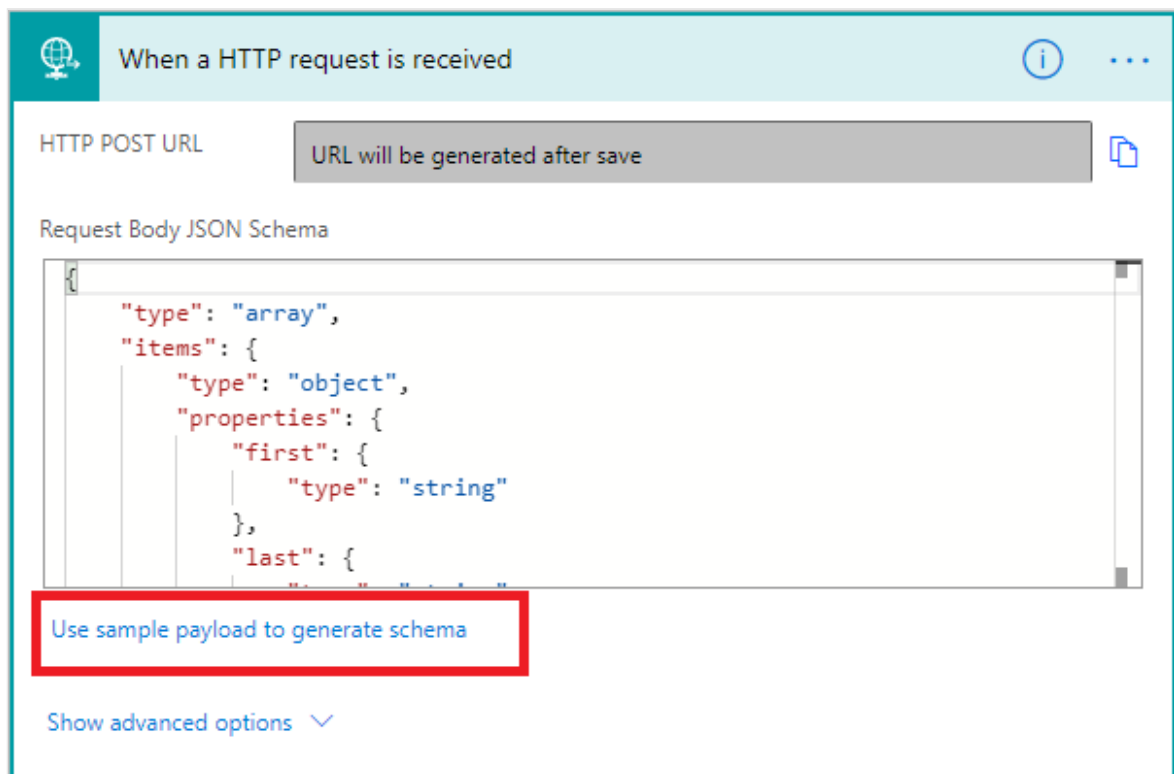 When a HTTP request is received
HTTP POST URL
URL will be generated after save
Request Body JSON Schema
{
"type": "array",
"items": {
"type": "object",
"properties": {
"first": {
"type": "string"
},
"last": {
Use sample payload to generate schema
Show advanced options